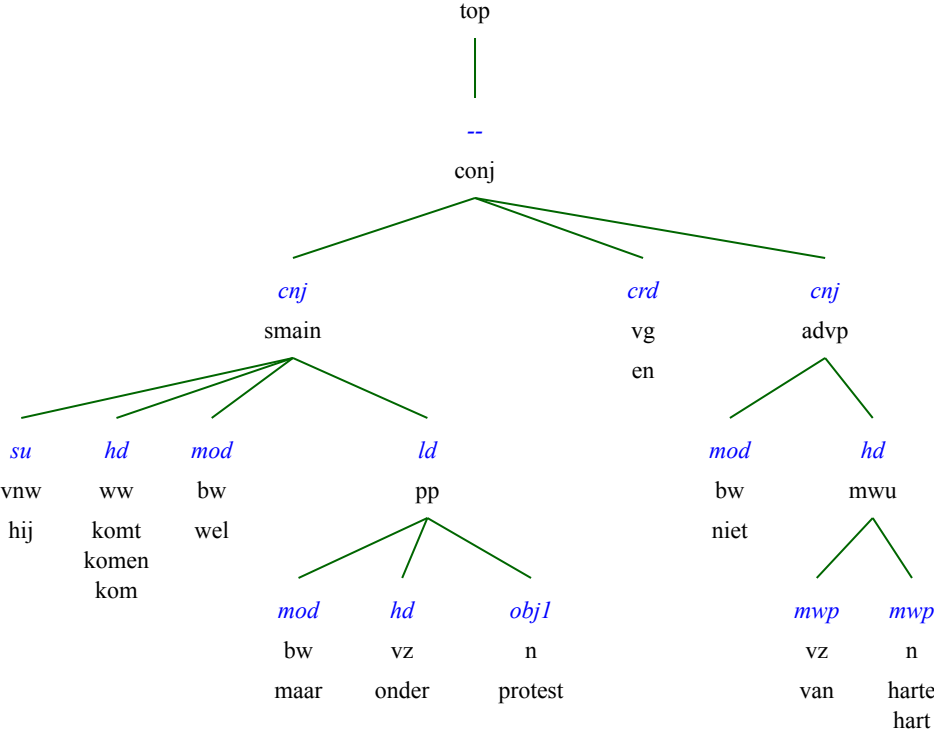 top
--
conj
cnj crd cnj
smain vg advp
en
su hd mod ld mod hd
vnw ww bw pp bw mwu
hij komt wel niet
komen
kom
mod hd obj1 mwp mwp
bw vz n vz n
maar onder protest van harte
hart